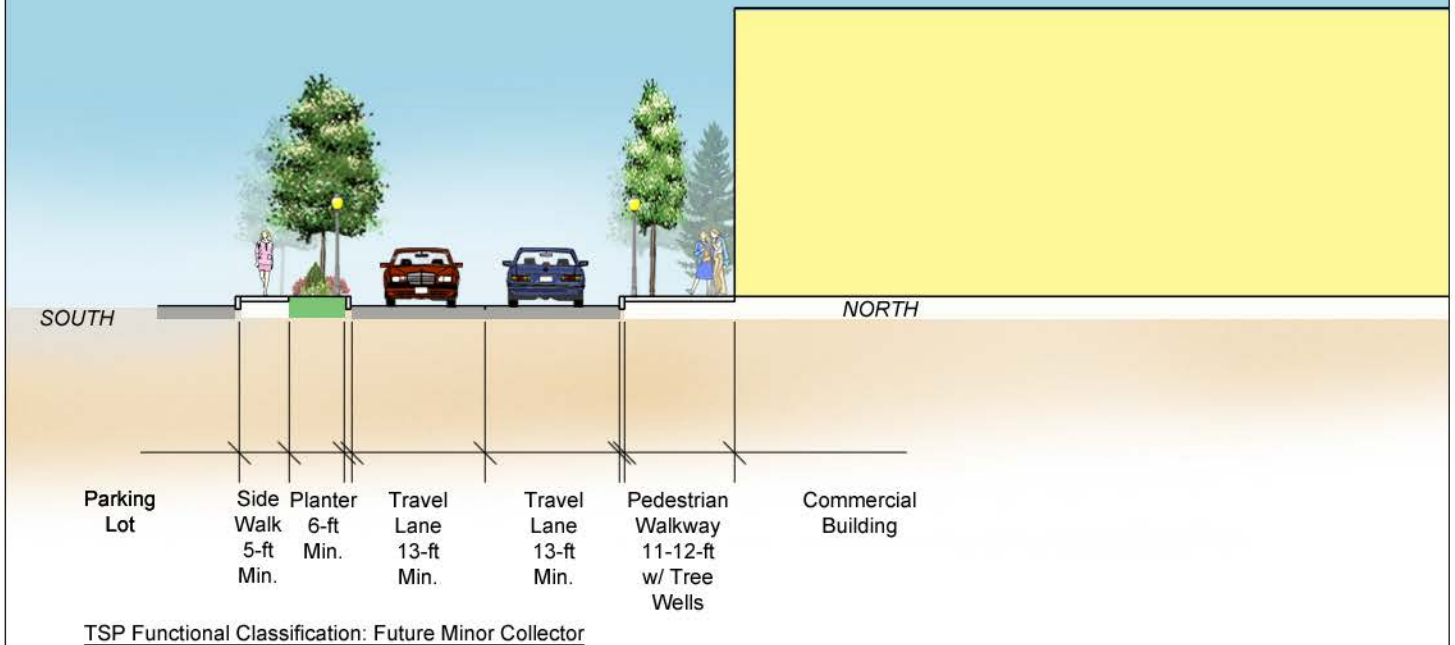 SOUTH
NORTH
Parking
Lot
Side
Walk
5-ft
Min.
Planter
6-ft
Min.
Travel
Lane
13-ft
Min.
Travel
Lane
13-ft
Min.
Pedestrian
Walkway
11-12-ft
w/ Tree
Wells
Commercial
Building
TSP Functional Classification: Future Minor Collector